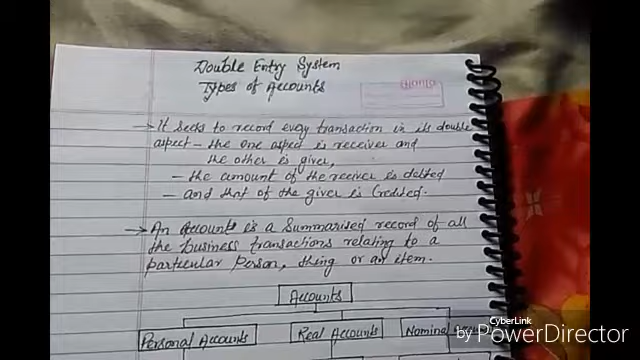 Double Entry System
Types of Accounts
→ It seeks to record every transaction in its double
aspect - the one aspect is receiver and
the other is giver,
- the amount of the receiver is debted
- and that of the giver is Credited.
→ An Account is a Summarised record of all
the business transactions relating to a
particular Person, thing or an item.
Accounts
Personal Accounts Real Accounts Nominal
CyberLink
by PowerDirector